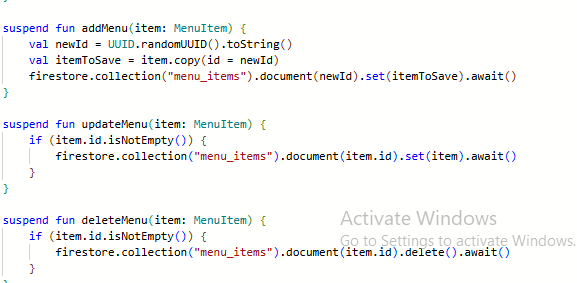 }
suspend fun addMenu(item: MenuItem) {
    val newId = UUID.randomUUID().toString()
    val itemToSave = item.copy(id = newId)
    firestore.collection("menu_items").document(newId).set(itemToSave).await()
}
suspend fun updateMenu(item: MenuItem) {
    if (item.id.isNotEmpty()) {
        firestore.collection("menu_items").document(item.id).set(item).await()
    }
}
suspend fun deleteMenu(item: MenuItem) {
    if (item.id.isNotEmpty()) {
Activate Windows
Go to Settings to activate Windows.
        firestore.collection("menu_items").document(item.id).delete().await()
    }
}